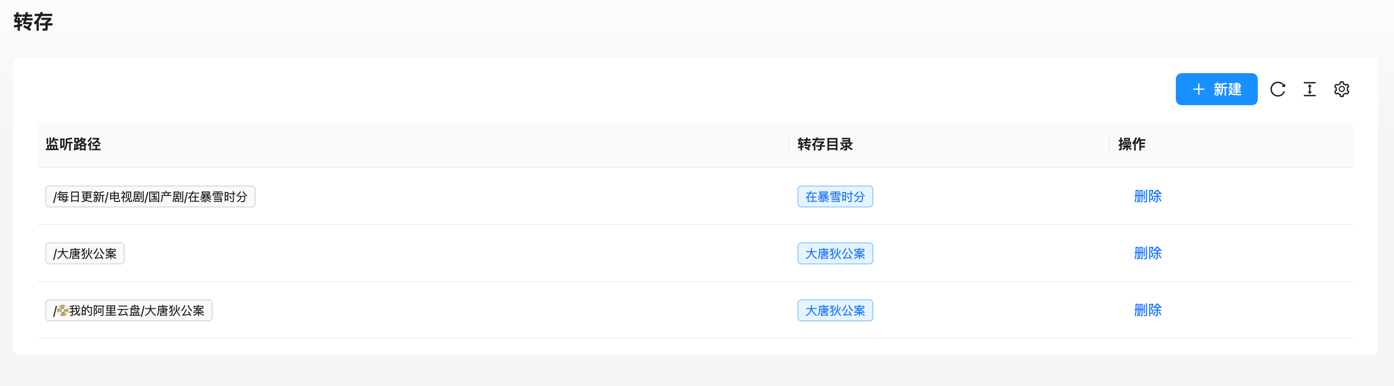 转存
新建
监听路径 转存目录 操作
/每日更新/电视剧/国产剧/在暴雪时分 在暴雪时分 删除
/大唐狄公案 大唐狄公案 删除
/我的阿里云盘/大唐狄公案 大唐狄公案 删除